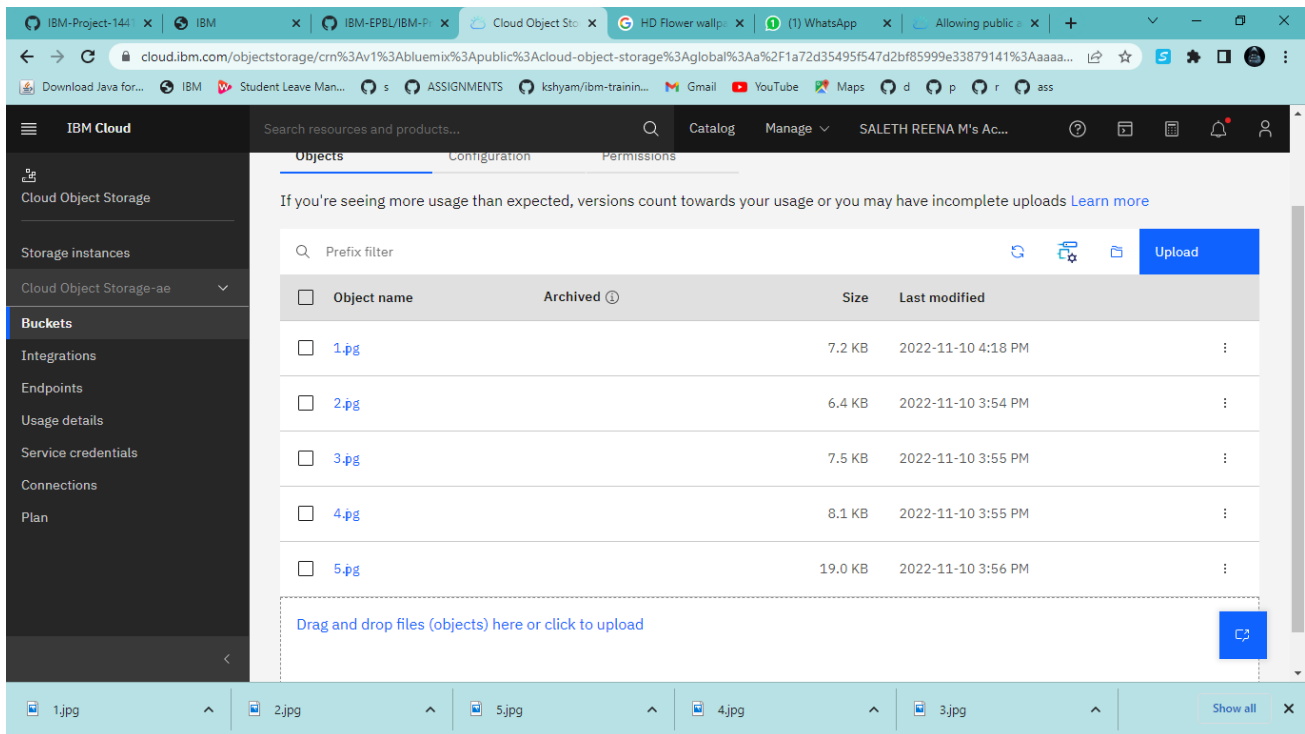 IBM-Project-1441 IBM IBM-EPBL/IBM-Pr Cloud Object Sto HD Flower wallpa (1) WhatsApp Allowing public a
cloud.ibm.com/objectstorage/crn%3Av1%3Abluemix%3Apublic%3Acloud-object-storage%3Aglobal%3Aa%2F1a72d35495f547d2bf85999e33879141%3Aaaaa...
Download Java for... IBM Student Leave Man... s ASSIGNMENTS kshyam/ibm-trainin... Gmail YouTube Maps d p r ass
IBM Cloud Search resources and products... Catalog Manage SALETH REENA M's Ac...
Objects Configuration Permissions
Cloud Object Storage
If you're seeing more usage than expected, versions count towards your usage or you may have incomplete uploads Learn more
Storage instances
Prefix filter Upload
Cloud Object Storage-ae
Object name Archived Size Last modified
Buckets
Integrations
1.jpg 7.2 KB 2022-11-10 4:18 PM
Endpoints
2.jpg 6.4 KB 2022-11-10 3:54 PM
Usage details
Service credentials
3.jpg 7.5 KB 2022-11-10 3:55 PM
Connections
Plan
4.jpg 8.1 KB 2022-11-10 3:55 PM
5.jpg 19.0 KB 2022-11-10 3:56 PM
Drag and drop files (objects) here or click to upload
1.jpg 2.jpg 5.jpg 4.jpg 3.jpg Show all